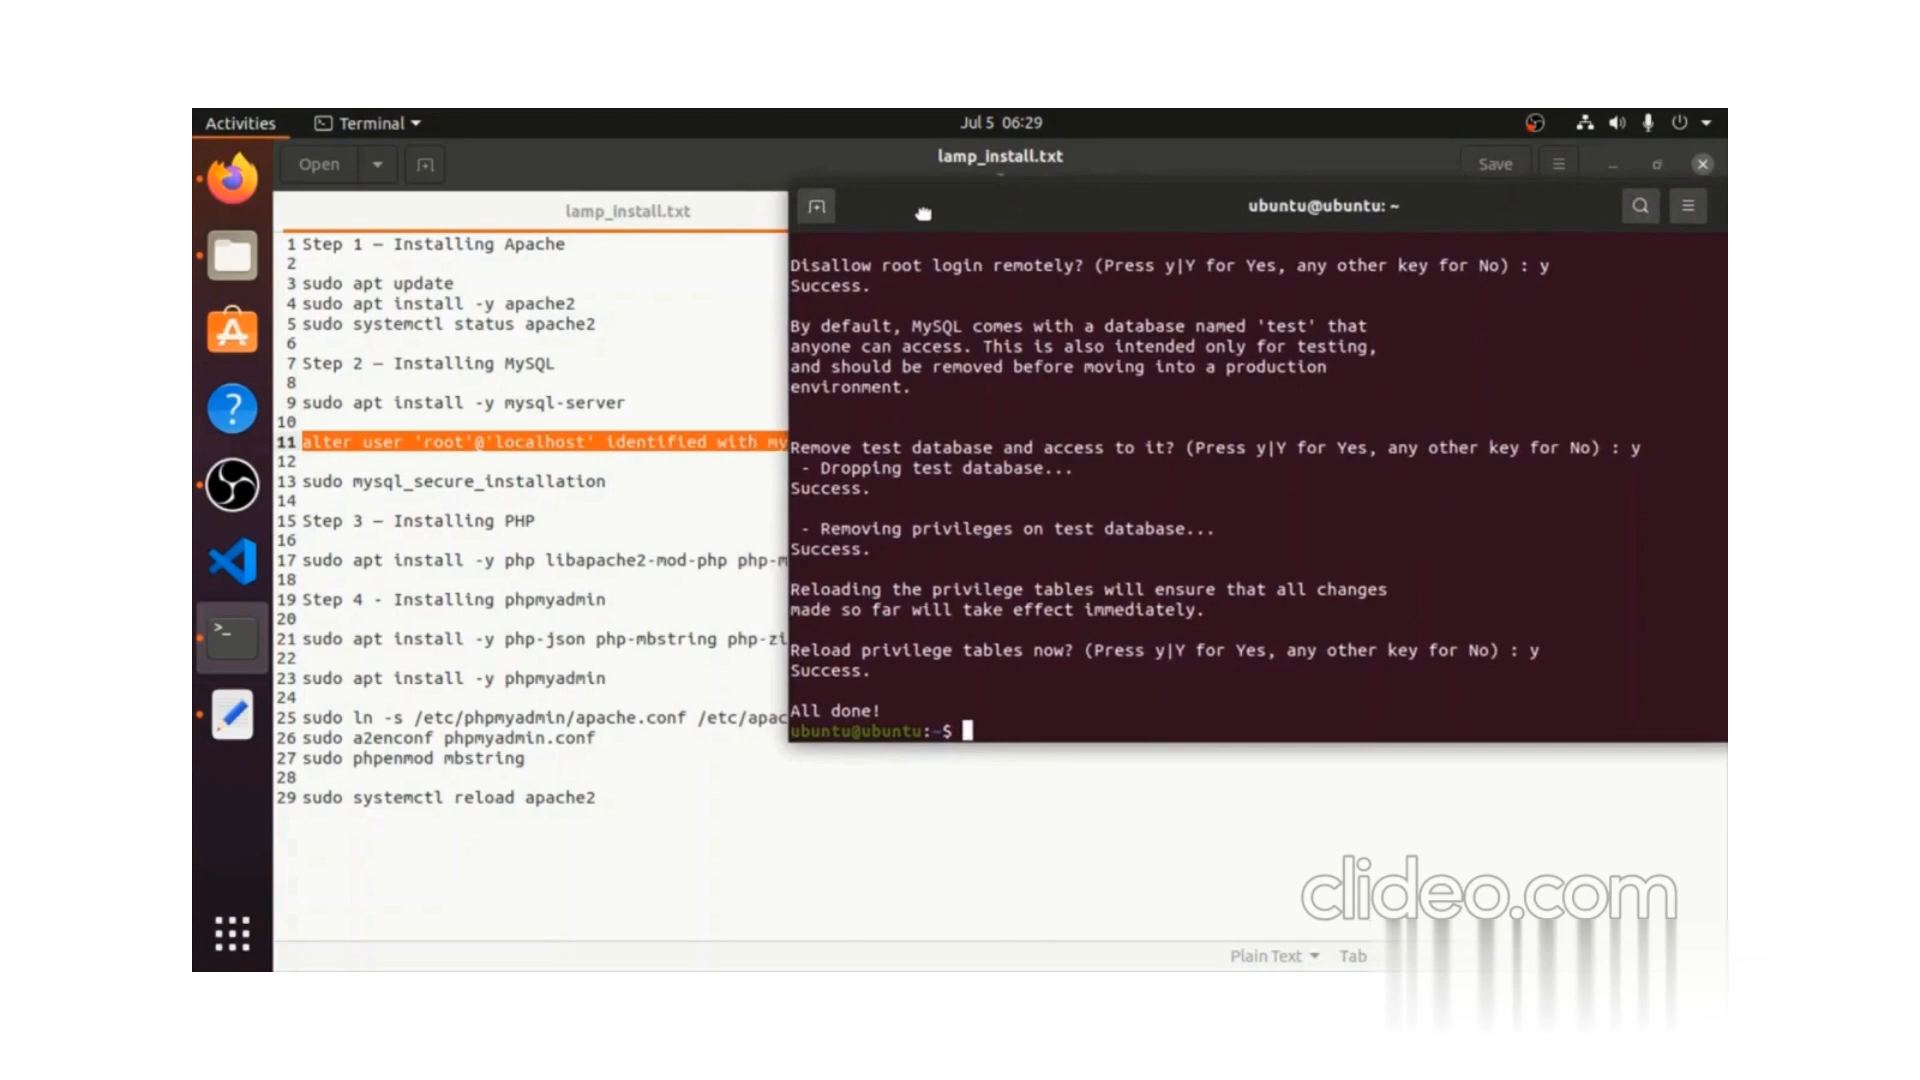 Activities
Terminal
Jul 5 06:29
Open
lamp_install.txt
Save
lamp_install.txt
1 Step 1 – Installing Apache
2
3 sudo apt update
4 sudo apt install -y apache2
5 sudo systemctl status apache2
6
7 Step 2 – Installing MySQL
8
9 sudo apt install -y mysql-server
10
11 alter user 'root'@'localhost' identified with my
12
13 sudo mysql_secure_installation
14
15 Step 3 – Installing PHP
16
17 sudo apt install -y php libapache2-mod-php php-m
18
19 Step 4 - Installing phpmyadmin
20
21 sudo apt install -y php-json php-mbstring php-zi
22
23 sudo apt install -y phpmyadmin
24
25 sudo ln -s /etc/phpmyadmin/apache.conf /etc/apac
26 sudo a2enconf phpmyadmin.conf
27 sudo phpenmod mbstring
28
29 sudo systemctl reload apache2
ubuntu@ubuntu: ~
Disallow root login remotely? (Press y|Y for Yes, any other key for No) : y
Success.
By default, MySQL comes with a database named 'test' that
anyone can access. This is also intended only for testing,
and should be removed before moving into a production
environment.
Remove test database and access to it? (Press y|Y for Yes, any other key for No) : y
- Dropping test database...
Success.
- Removing privileges on test database...
Success.
Reloading the privilege tables will ensure that all changes
made so far will take effect immediately.
Reload privilege tables now? (Press y|Y for Yes, any other key for No) : y
Success.
All done!
ubuntu@ubuntu:~$
Plain Text
Tab
clideo.com